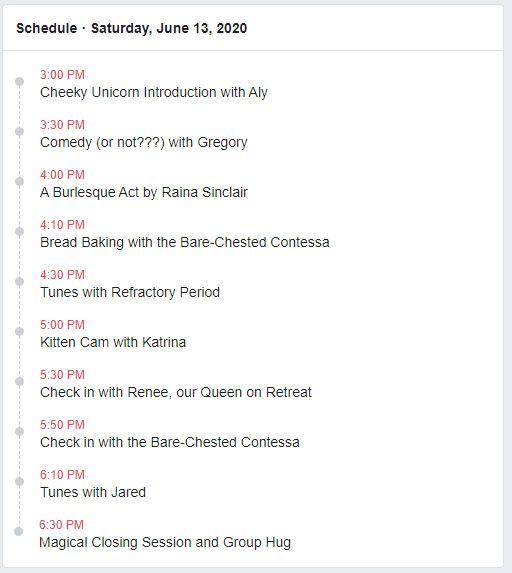 Schedule · Saturday, June 13, 2020
3:00 PM
Cheeky Unicorn Introduction with Aly
3:30 PM
Comedy (or not???) with Gregory
4:00 PM
A Burlesque Act by Raina Sinclair
4:10 PM
Bread Baking with the Bare-Chested Contessa
4:30 PM
Tunes with Refractory Period
5:00 PM
Kitten Cam with Katrina
5:30 PM
Check in with Renee, our Queen on Retreat
5:50 PM
Check in with the Bare-Chested Contessa
6:10 PM
Tunes with Jared
6:30 PM
Magical Closing Session and Group Hug